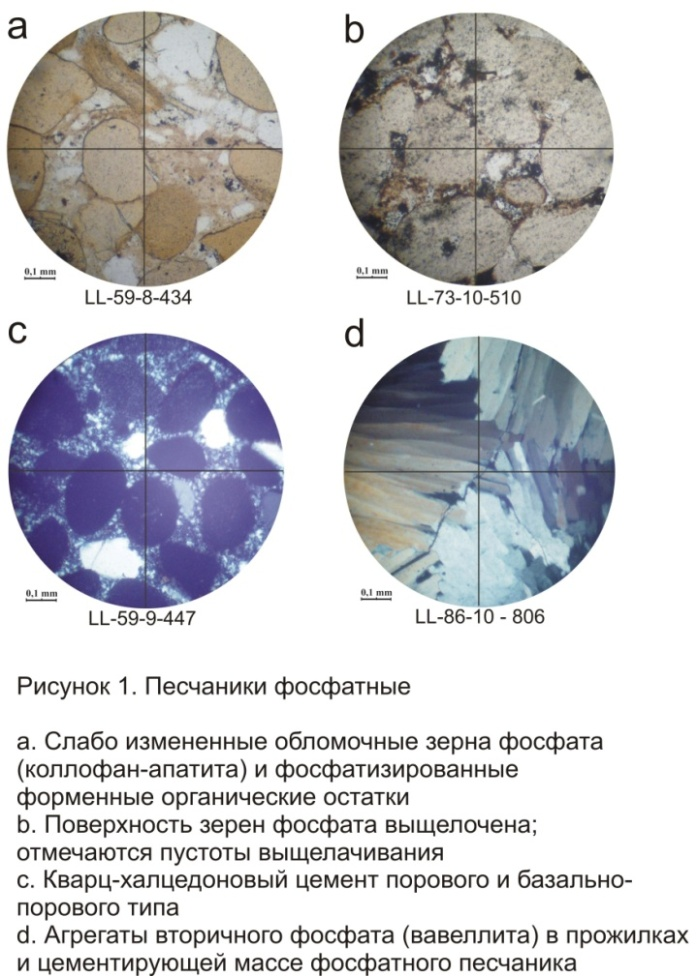 a
b
0,1 mm
0,1 mm
LL-59-8-434
LL-73-10-510
c
d
0,1 mm
0,1 mm
LL-59-9-447
LL-86-10 - 806
Рисунок 1. Песчаники фосфатные
a. Слабо измененные обломочные зерна фосфата
(коллофан-апатита) и фосфатизированные
форменные органические остатки
b. Поверхность зерен фосфата выщелочена;
отмечаются пустоты выщелачивания
c. Кварц-халцедоновый цемент порового и базально-
порового типа
d. Агрегаты вторичного фосфата (вавеллита) в прожилках
и цементирующей массе фосфатного песчаника